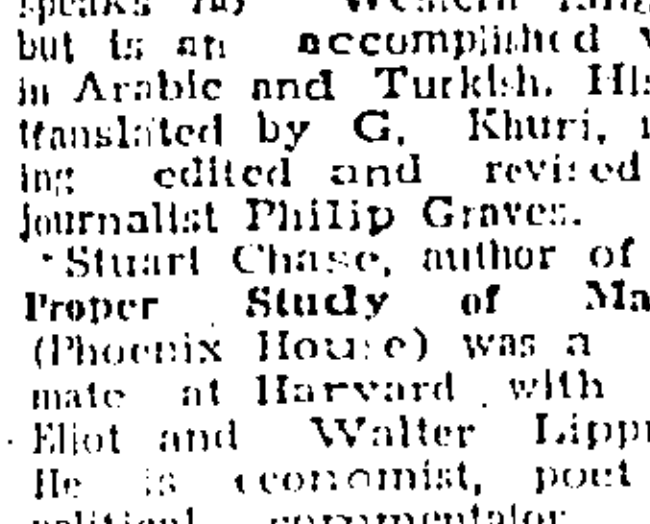 speaks no Western
but is an accomplished
in Arabic and Turkish. His
translated by G. Khuri,
ing edited and revised
journalist Philip Graves.
Stuart Chase, author of
Proper Study of Ma
(Phoenix House) was a
mate at Harvard with
Eliot and Walter Lipp
He is economist, poet
political commentator